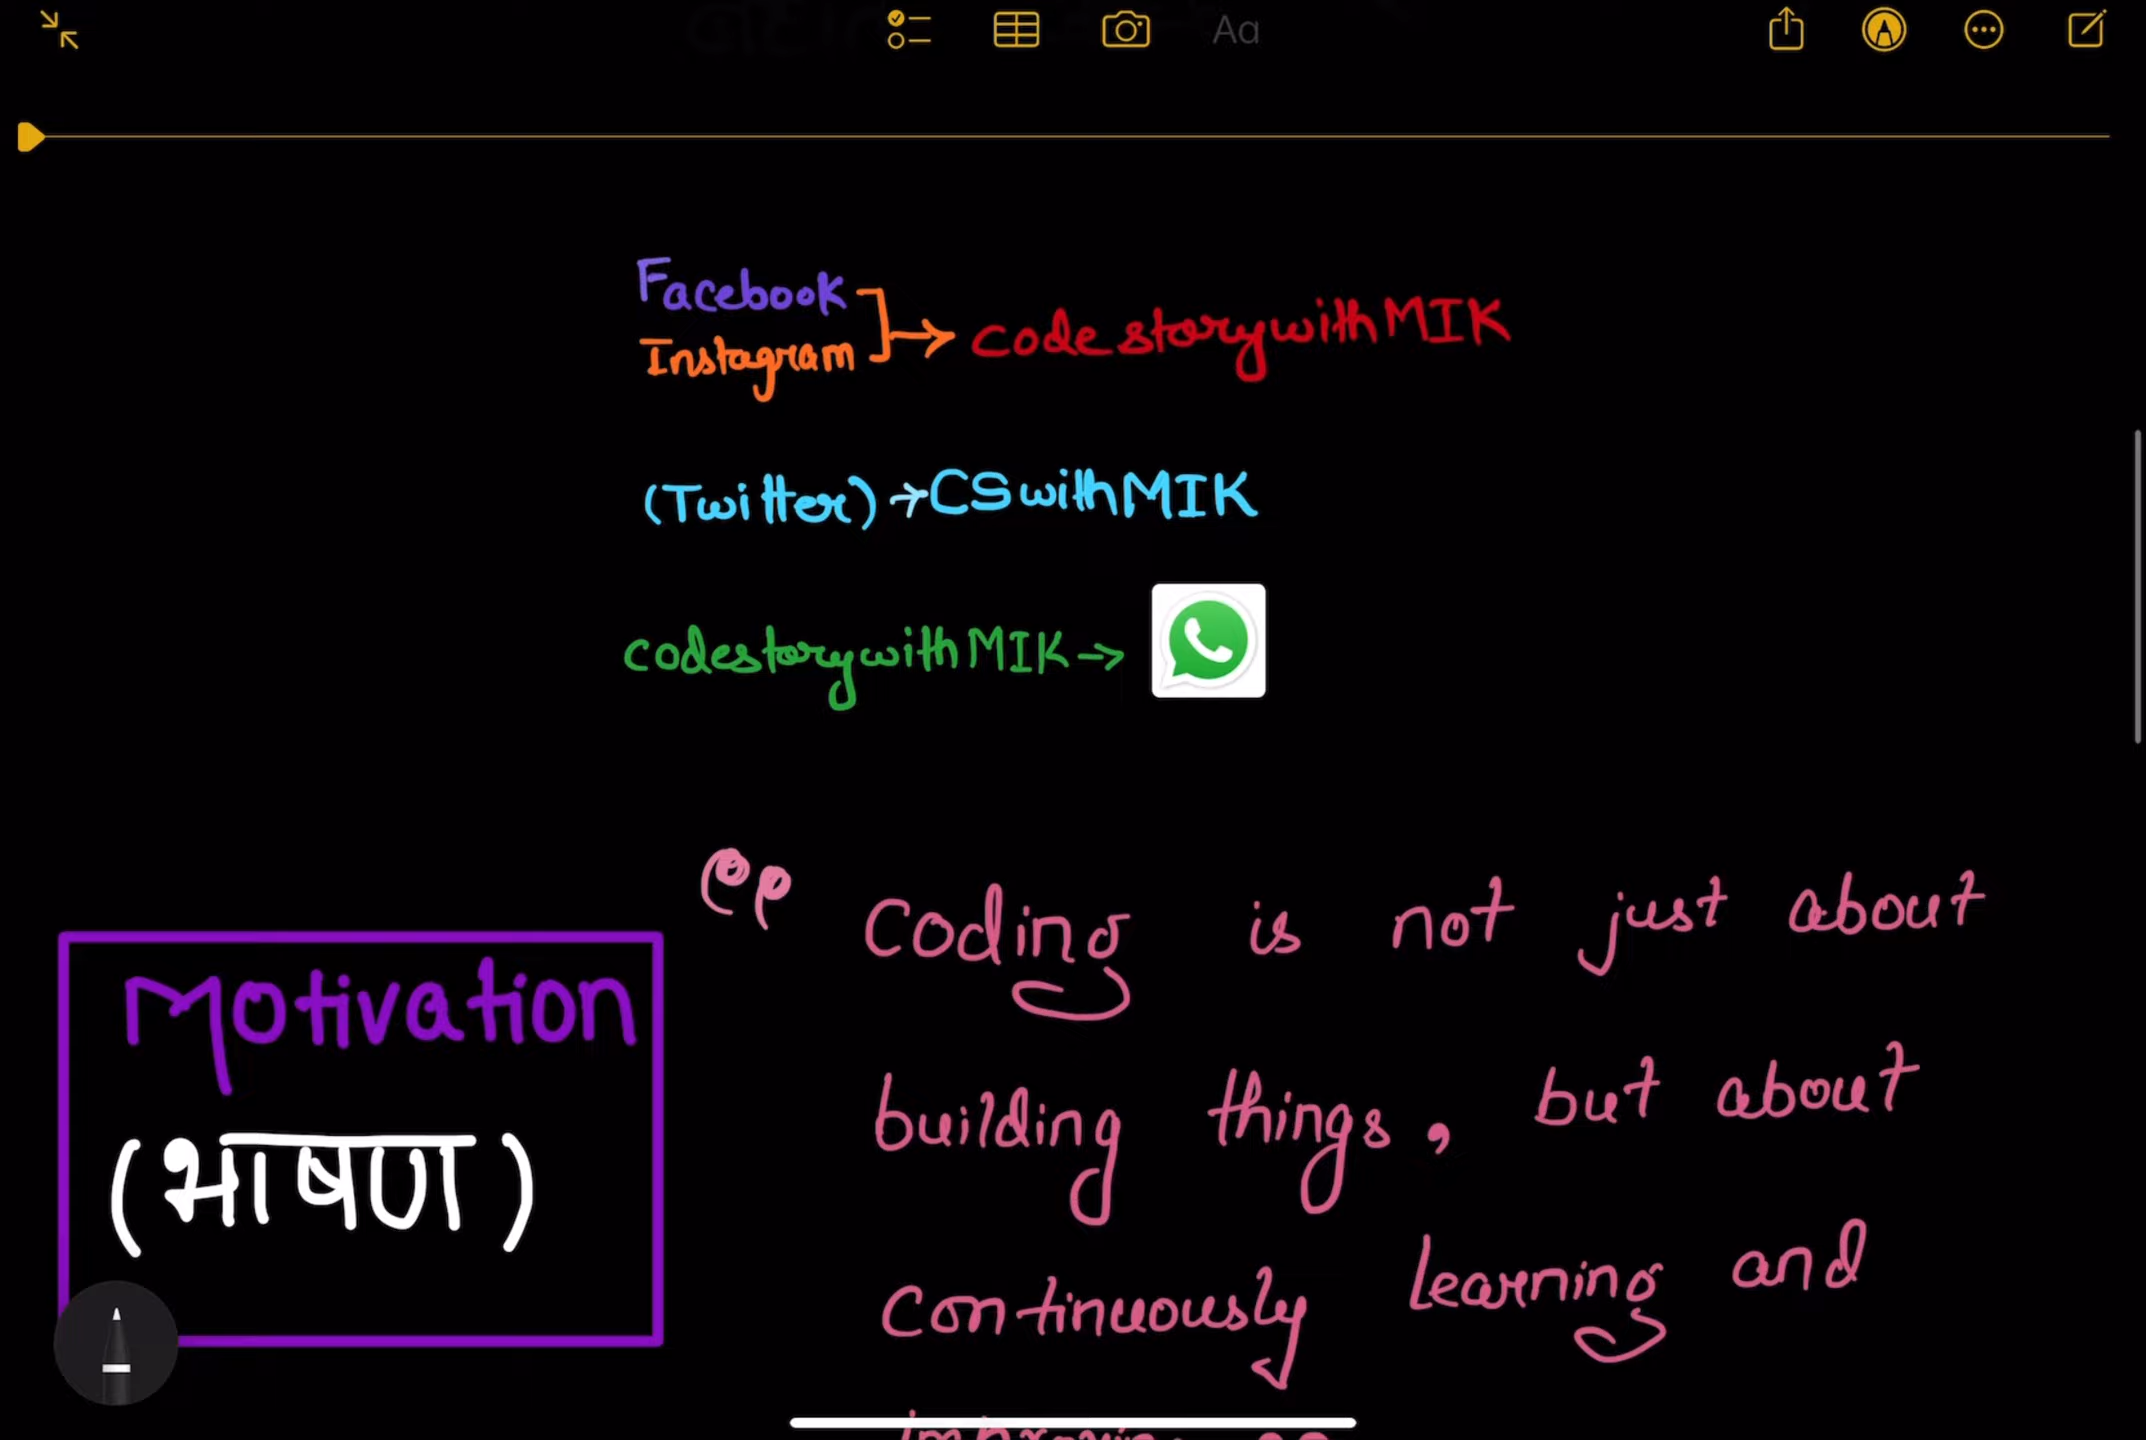 Aa
Facebook
Instagram
→ codestorywithMIK
(Twitter) → CSwithMIK
codestorywithMIK →
Motivation
(भाषण)
“ Coding is not just about
building things, but about
continuously learning and